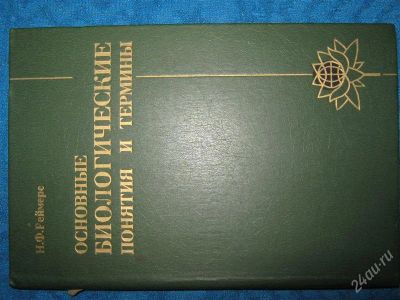 Н.Ф.Реймерс
ОСНОВНЫЕ
БИОЛОГИЧЕСКИЕ
ПОНЯТИЯ И ТЕРМИНЫ
24au.ru